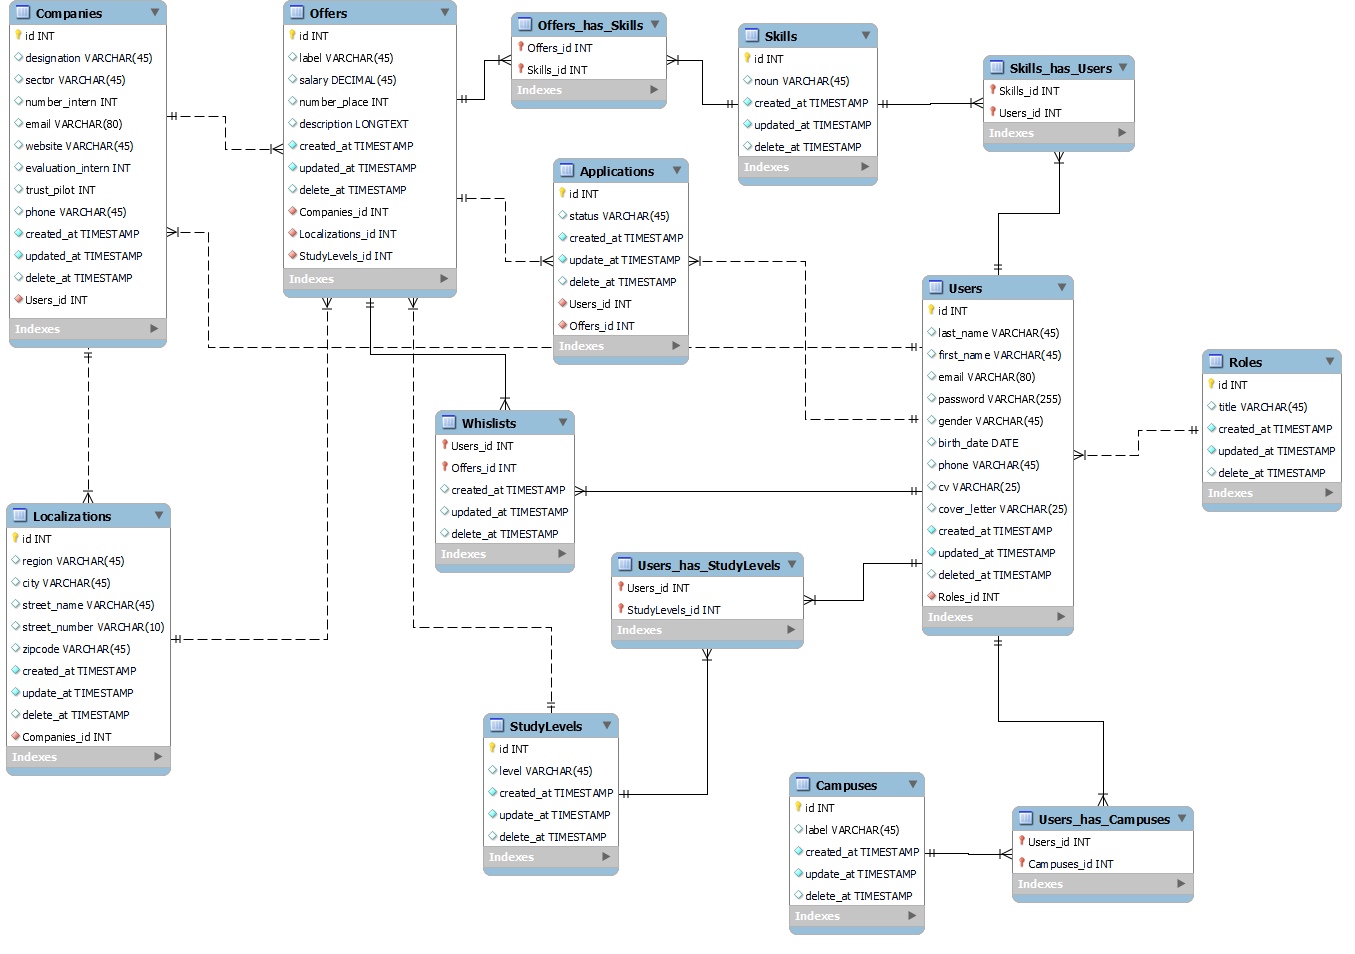 Companies
id INT
designation VARCHAR(45)
sector VARCHAR(45)
number_intern INT
email VARCHAR(80)
website VARCHAR(45)
evaluation_intern INT
trust_pilot INT
phone VARCHAR(45)
created_at TIMESTAMP
updated_at TIMESTAMP
delete_at TIMESTAMP
Users_id INT
Indexes
Offers
id INT
label VARCHAR(45)
salary DECIMAL(45)
number_place INT
description LONGTEXT
created_at TIMESTAMP
updated_at TIMESTAMP
delete_at TIMESTAMP
Companies_id INT
Localizations_id INT
StudyLevels_id INT
Indexes
Offers_has_Skills
Offers_id INT
Skills_id INT
Indexes
Skills
id INT
noun VARCHAR(45)
created_at TIMESTAMP
updated_at TIMESTAMP
delete_at TIMESTAMP
Indexes
Skills_has_Users
Skills_id INT
Users_id INT
Indexes
Applications
id INT
status VARCHAR(45)
created_at TIMESTAMP
update_at TIMESTAMP
delete_at TIMESTAMP
Users_id INT
Offers_id INT
Indexes
Users
id INT
last_name VARCHAR(45)
first_name VARCHAR(45)
email VARCHAR(80)
password VARCHAR(255)
gender VARCHAR(45)
birth_date DATE
phone VARCHAR(45)
cv VARCHAR(25)
cover_letter VARCHAR(25)
created_at TIMESTAMP
updated_at TIMESTAMP
deleted_at TIMESTAMP
Roles_id INT
Indexes
Roles
id INT
title VARCHAR(45)
created_at TIMESTAMP
updated_at TIMESTAMP
delete_at TIMESTAMP
Indexes
Whislists
Users_id INT
Offers_id INT
created_at TIMESTAMP
updated_at TIMESTAMP
delete_at TIMESTAMP
Indexes
Localizations
id INT
region VARCHAR(45)
city VARCHAR(45)
street_name VARCHAR(45)
street_number VARCHAR(10)
zipcode VARCHAR(45)
created_at TIMESTAMP
update_at TIMESTAMP
delete_at TIMESTAMP
Companies_id INT
Indexes
Users_has_StudyLevels
Users_id INT
StudyLevels_id INT
Indexes
StudyLevels
id INT
level VARCHAR(45)
created_at TIMESTAMP
update_at TIMESTAMP
delete_at TIMESTAMP
Indexes
Campuses
id INT
label VARCHAR(45)
created_at TIMESTAMP
update_at TIMESTAMP
delete_at TIMESTAMP
Indexes
Users_has_Campuses
Users_id INT
Campuses_id INT
Indexes